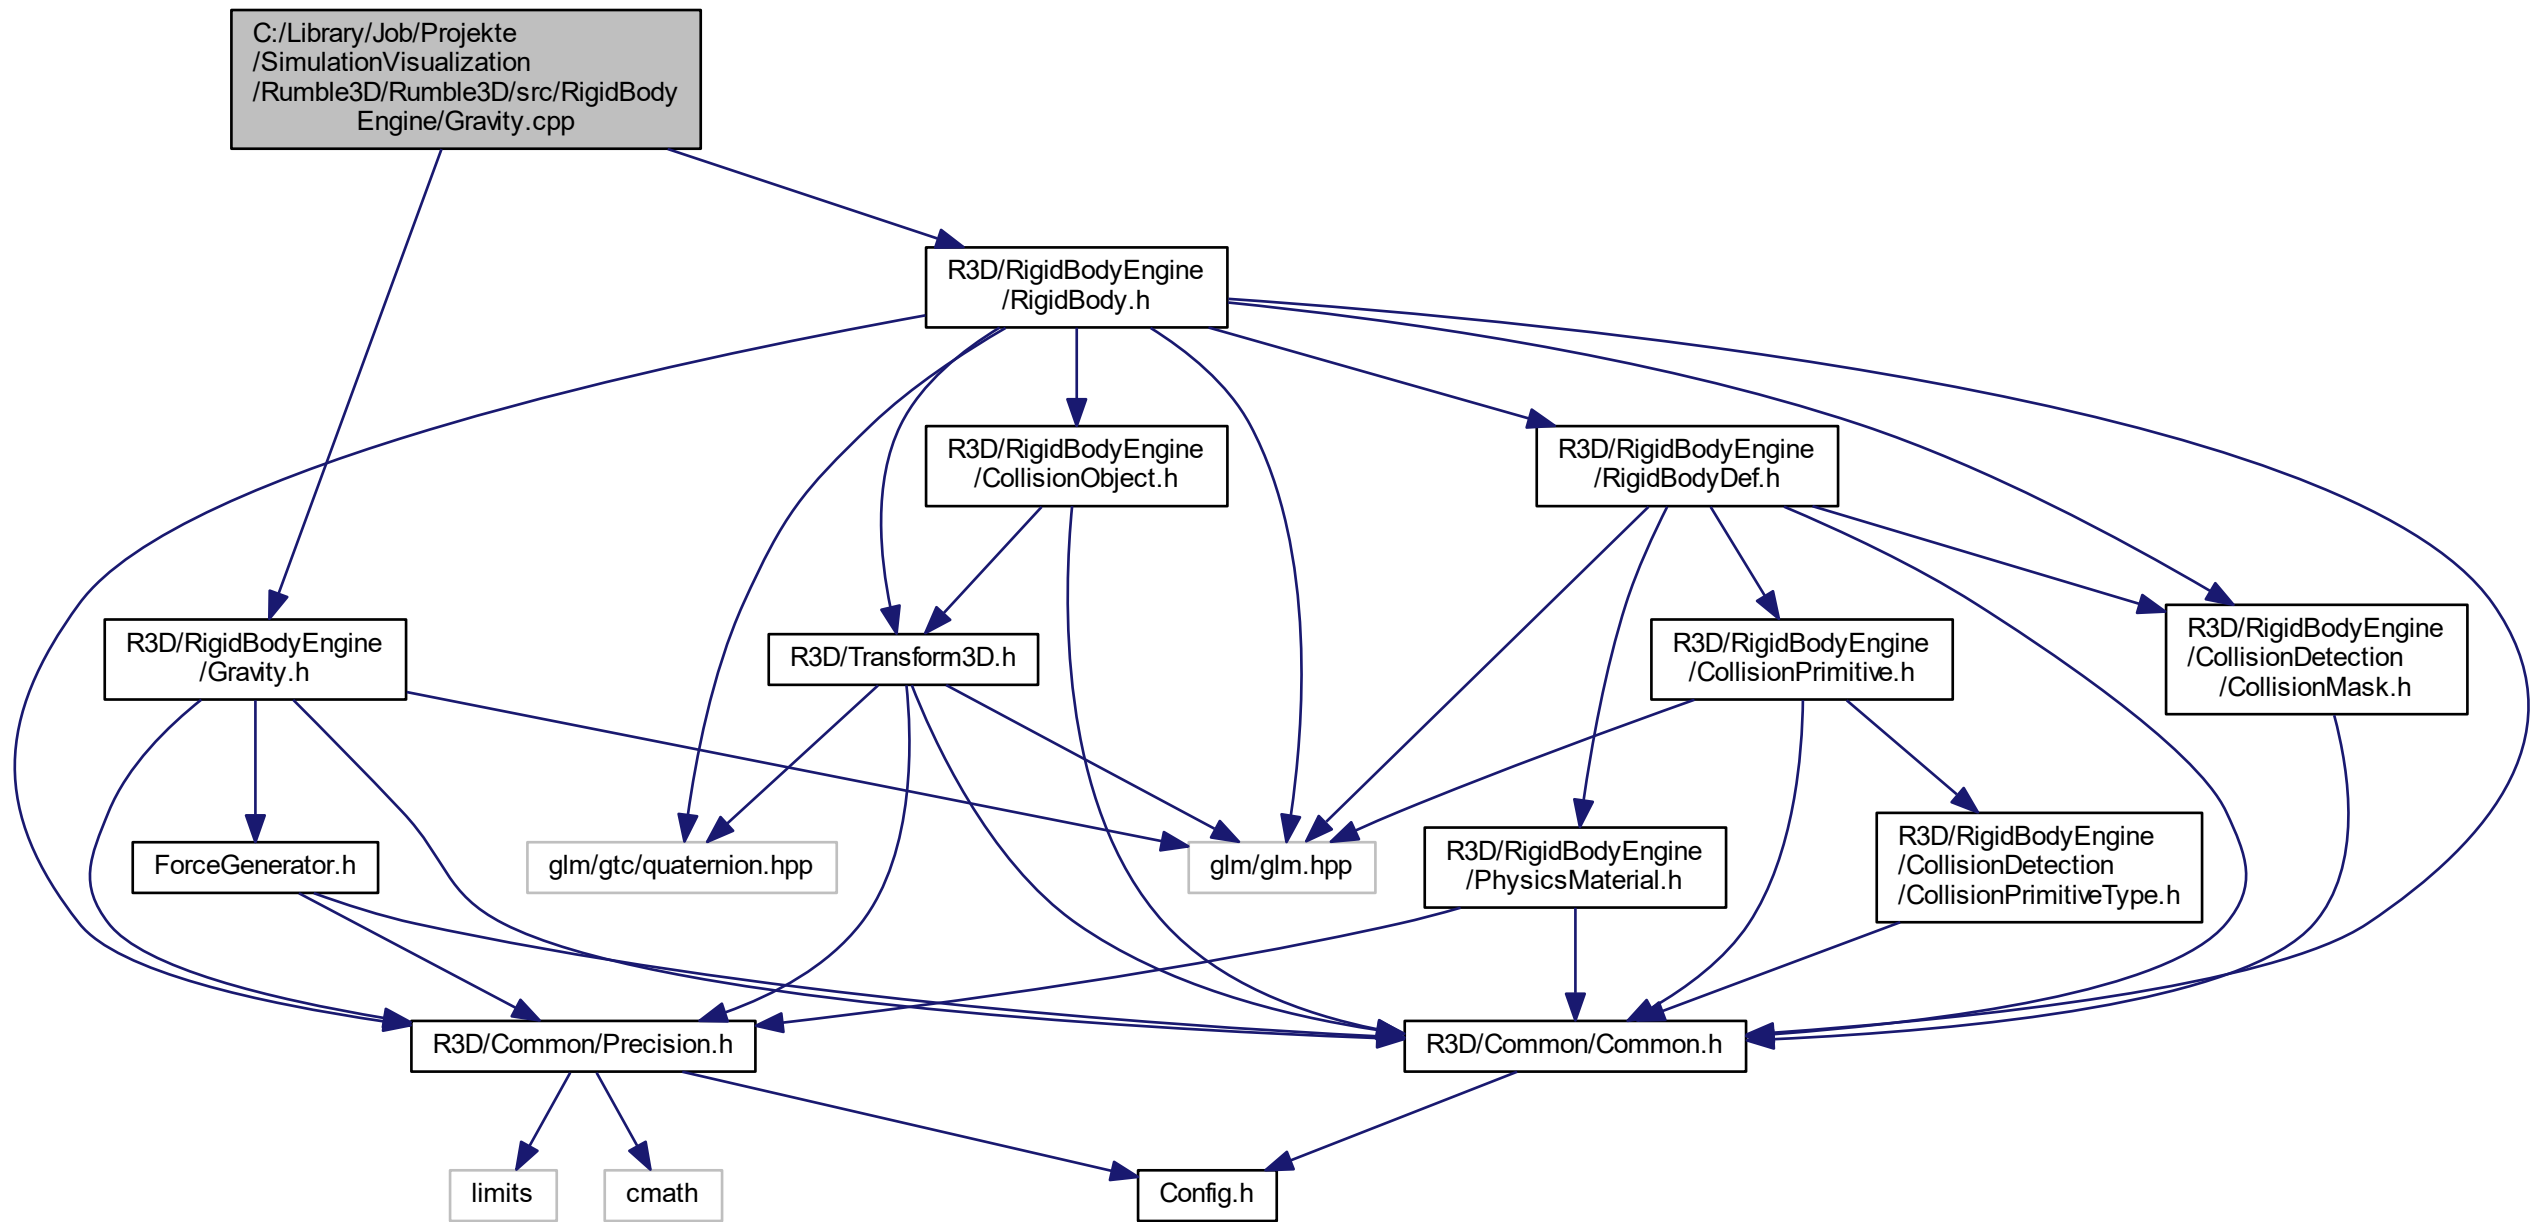 C:/Library/Job/Projekte
/SimulationVisualization
/Rumble3D/Rumble3D/src/RigidBody
Engine/Gravity.cpp
R3D/RigidBodyEngine
/RigidBody.h
R3D/RigidBodyEngine
/CollisionObject.h
R3D/RigidBodyEngine
/RigidBodyDef.h
R3D/RigidBodyEngine
/Gravity.h
R3D/Transform3D.h
R3D/RigidBodyEngine
/CollisionPrimitive.h
R3D/RigidBodyEngine
/CollisionDetection
/CollisionMask.h
ForceGenerator.h
glm/gtc/quaternion.hpp
glm/glm.hpp
R3D/RigidBodyEngine
/PhysicsMaterial.h
R3D/RigidBodyEngine
/CollisionDetection
/CollisionPrimitiveType.h
R3D/Common/Precision.h
R3D/Common/Common.h
limits
cmath
Config.h